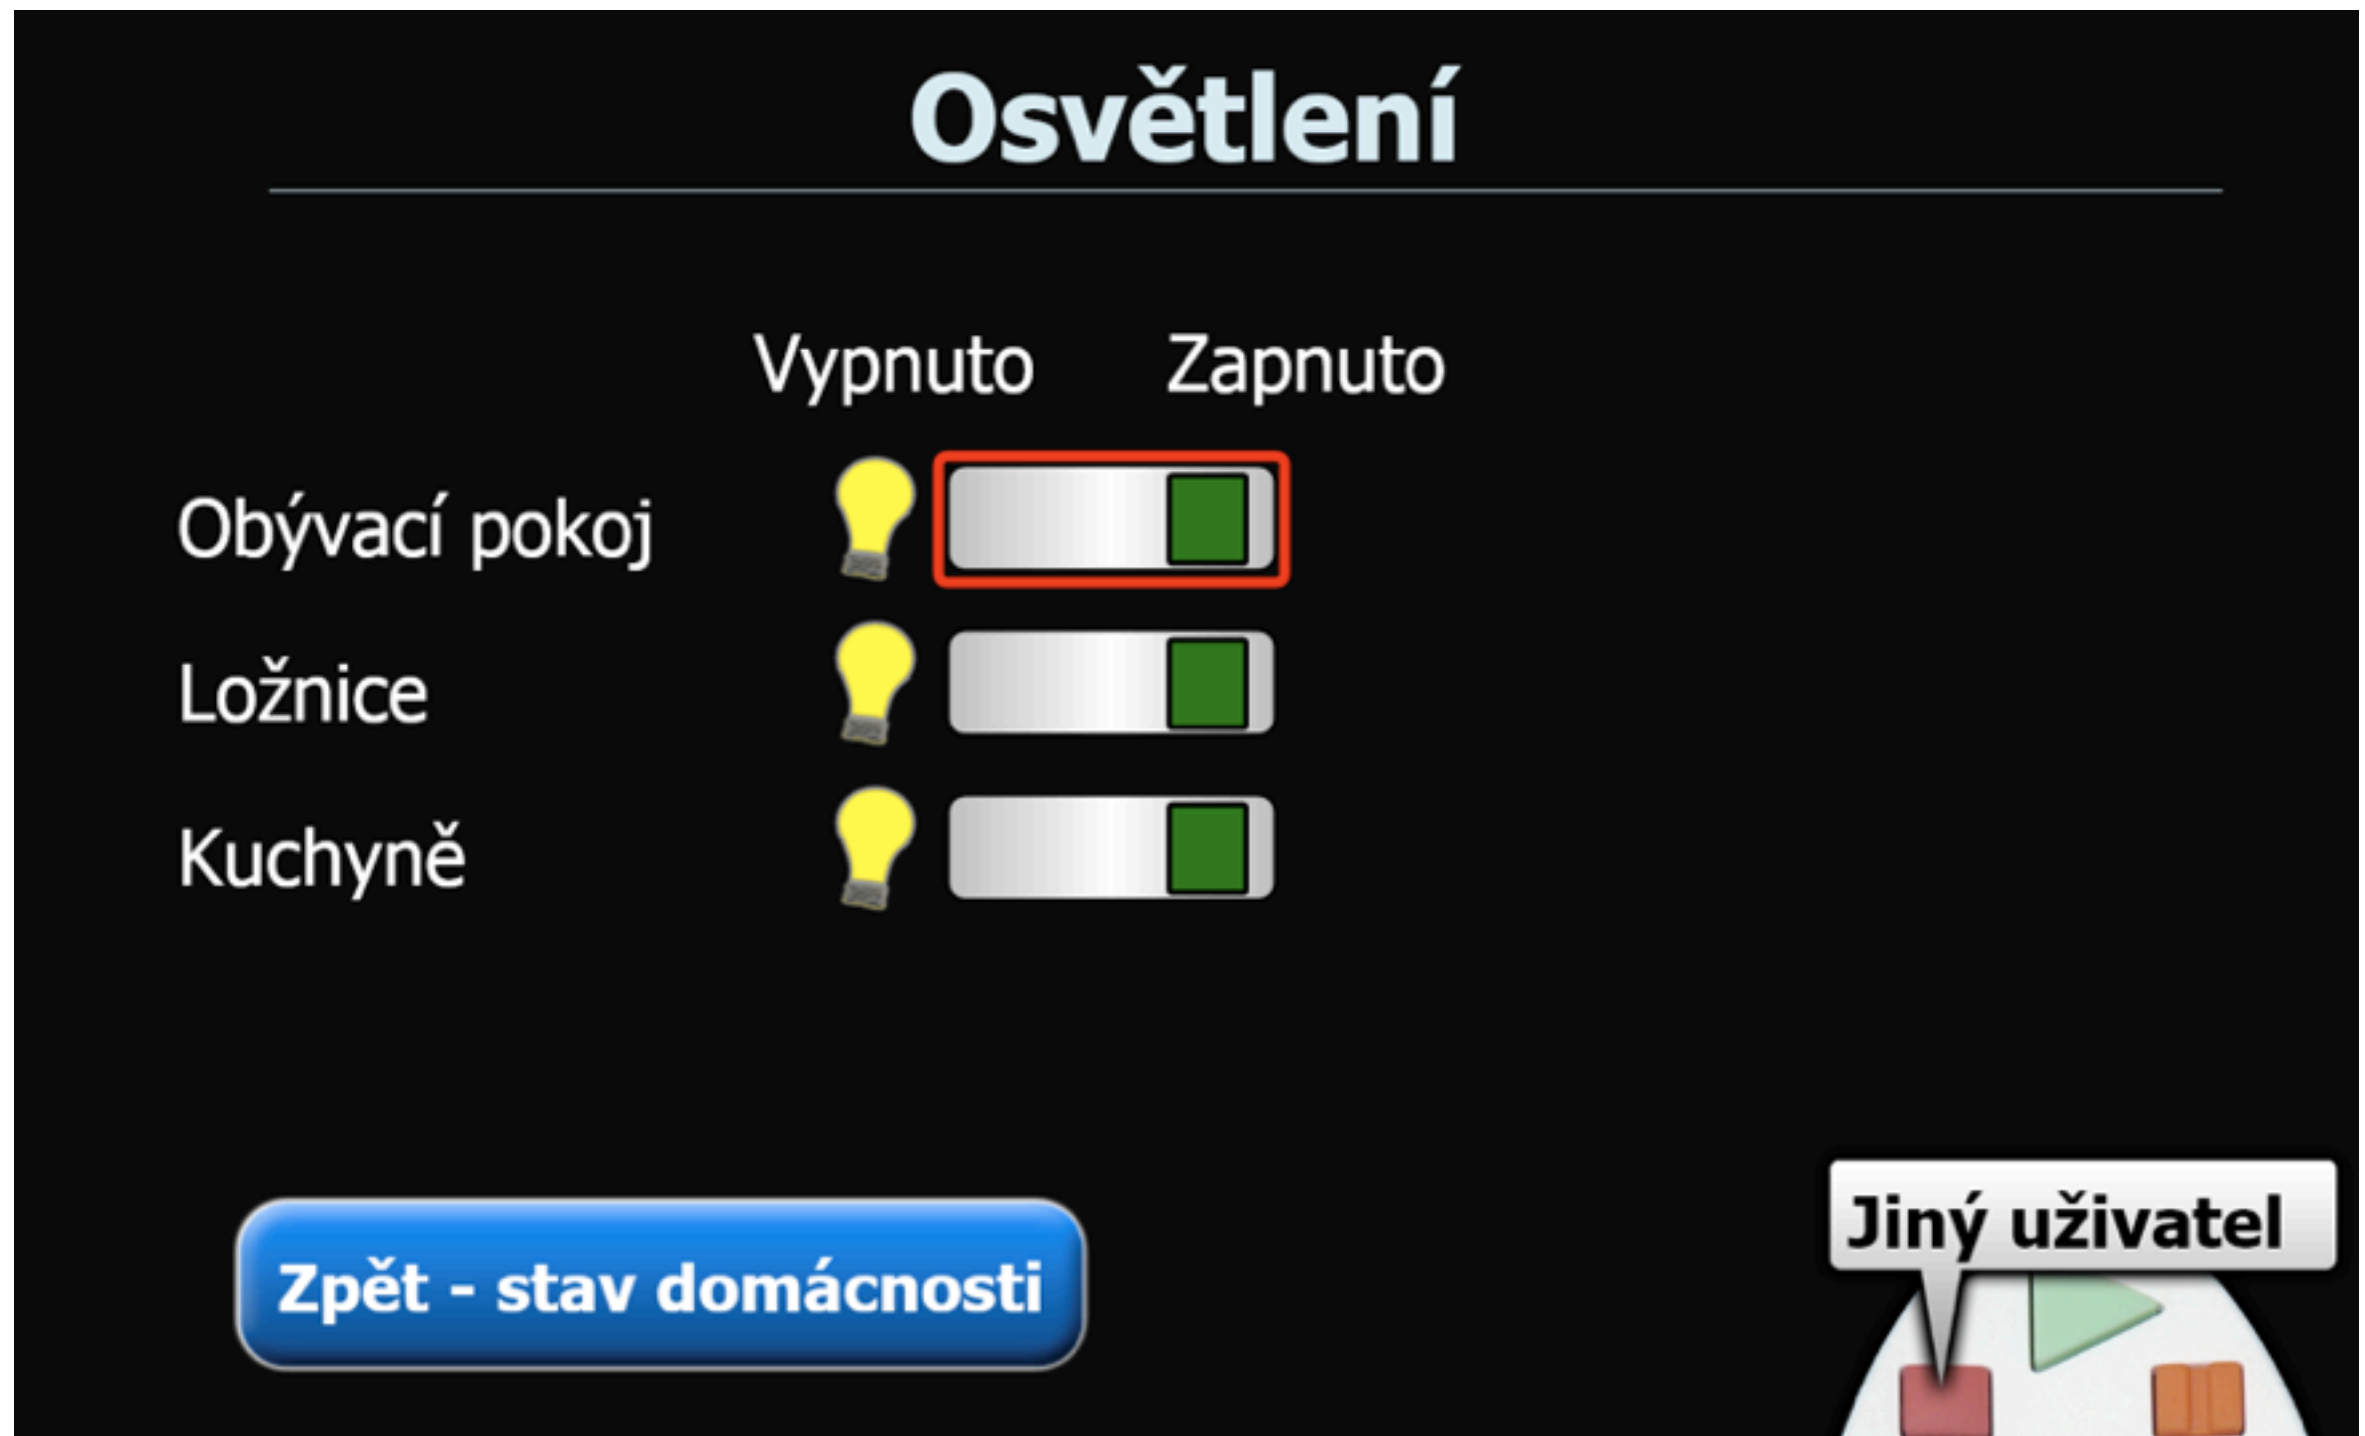 Osvětlení
Vypnuto Zapnuto
Obývací pokoj
Ložnice
Kuchyně
Zpět - stav domácnosti
Jiný uživatel